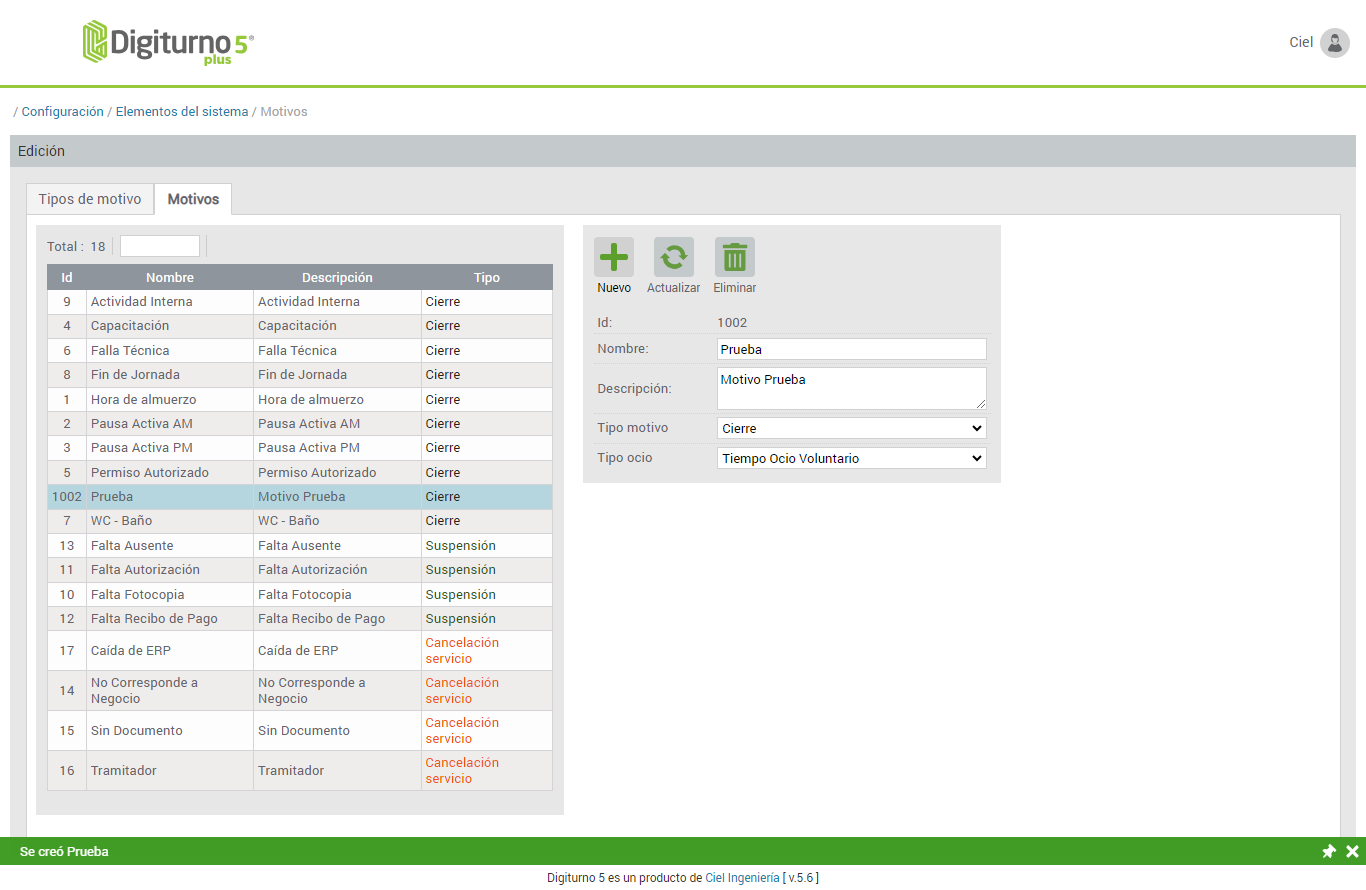 Digiturno 5®
plus
Ciel
/ Configuración / Elementos del sistema / Motivos
Edición
Tipos de motivo Motivos
Total : 18
Id Nombre Descripción Tipo
9 Actividad Interna Actividad Interna Cierre
4 Capacitación Capacitación Cierre
6 Falla Técnica Falla Técnica Cierre
8 Fin de Jornada Fin de Jornada Cierre
1 Hora de almuerzo Hora de almuerzo Cierre
2 Pausa Activa AM Pausa Activa AM Cierre
3 Pausa Activa PM Pausa Activa PM Cierre
5 Permiso Autorizado Permiso Autorizado Cierre
1002 Prueba Motivo Prueba Cierre
7 WC - Baño WC - Baño Cierre
13 Falta Ausente Falta Ausente Suspensión
11 Falta Autorización Falta Autorización Suspensión
10 Falta Fotocopia Falta Fotocopia Suspensión
12 Falta Recibo de Pago Falta Recibo de Pago Suspensión
17 Caída de ERP Caída de ERP Cancelación
servicio
14 No Corresponde a No Corresponde a Cancelación
Negocio Negocio servicio
15 Sin Documento Sin Documento Cancelación
servicio
16 Tramitador Tramitador Cancelación
servicio
Nuevo Actualizar Eliminar
Id: 1002
Nombre: Prueba
Descripción: Motivo Prueba
Tipo motivo Cierre
Tipo ocio Tiempo Ocio Voluntario
Se creó Prueba
Digiturno 5 es un producto de Ciel Ingeniería [ v.5.6 ]